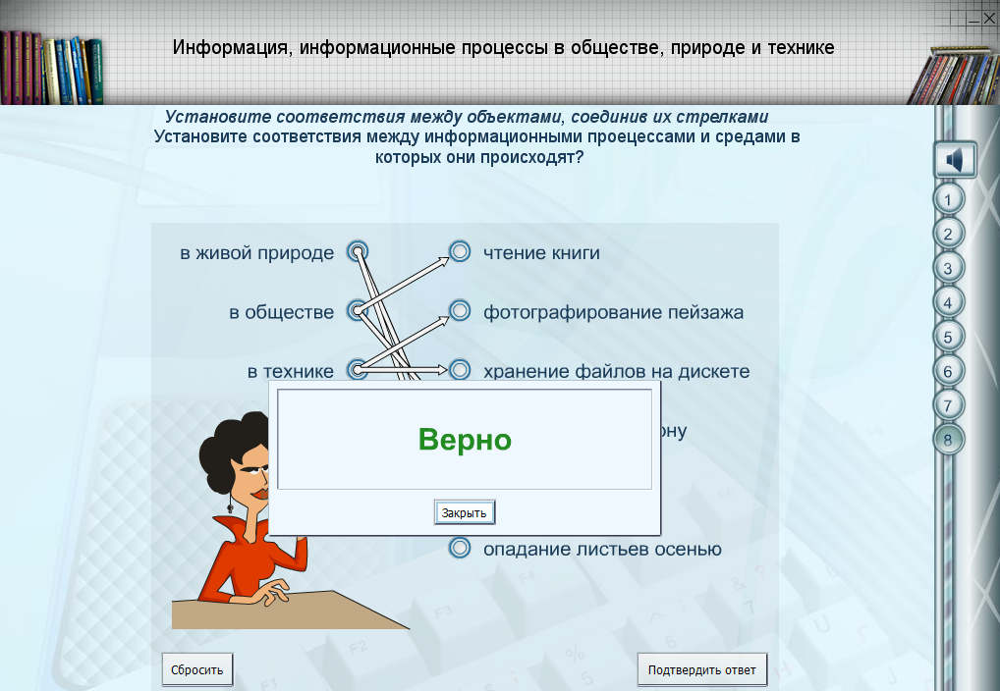 Информация, информационные процессы в обществе, природе и технике
Установите соответствия между объектами, соединив их стрелками
Установите соответствия между информационными проецессами и средами в
которых они происходят?
в живой природе
чтение книги
в обществе
фотографирование пейзажа
в технике
хранение файлов на дискете
ону
Верно
Закрыть
опадание листьев осенью
Сбросить
Подтвердить ответ
1
2
3
4
5
6
7
8